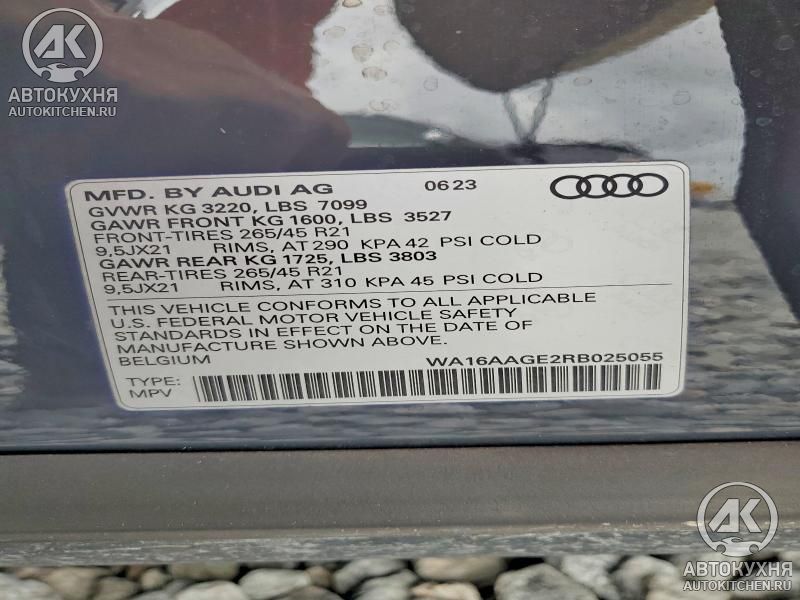 AK
АВТОКУХНЯ
AUTOKITCHEN.RU
MFD. BY AUDI AG 0623
GVWR KG 3220, LBS 7099
GAWR FRONT KG 1600, LBS 3527
FRONT-TIRES 265/45 R21
9,5JX21 RIMS, AT 290 KPA 42 PSI COLD
GAWR REAR KG 1725, LBS 3803
REAR-TIRES 265/45 R21
9,5JX21 RIMS, AT 310 KPA 45 PSI COLD
THIS VEHICLE CONFORMS TO ALL APPLICABLE
U.S. FEDERAL MOTOR VEHICLE SAFETY
STANDARDS IN EFFECT ON THE DATE OF
MANUFACTURE SHOWN ABOVE.
BELGIUM WA16AAGE2RB025055
TYPE:
MPV
AK
АВТОКУХНЯ
AUTOKITCHEN.RU